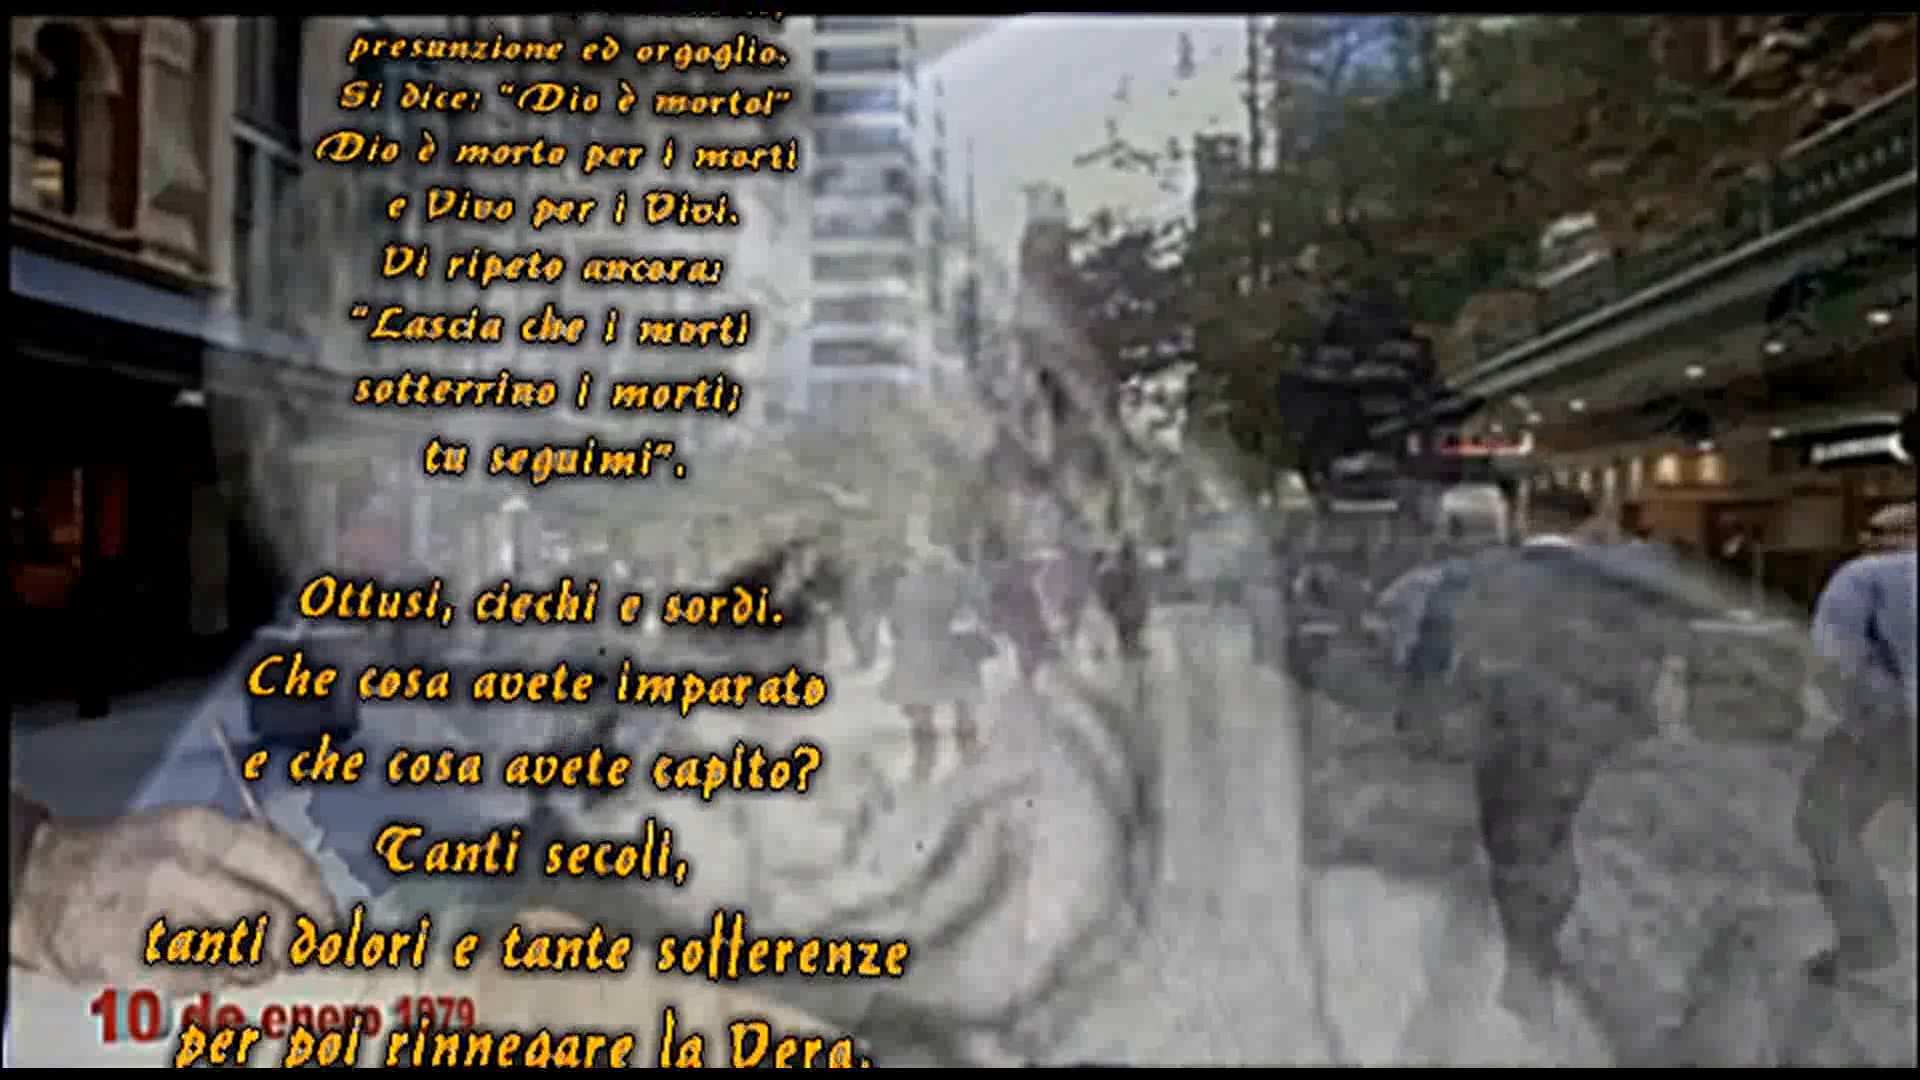 presunzione ed orgoglio.
Si dice: "Dio è morto!"
Dio è morto per i morti
e Vivo per i Vivi.
Vi ripeto ancora:
"Lascia che i morti
sotterrino i morti;
tu seguimi".
Ottusi, ciechi e sordi.
Che cosa avete imparato
e che cosa avete capito?
Tanti secoli,
tanti dolori e tante sofferenze
10 de enero 1979
per poi rinnegare la Vera,